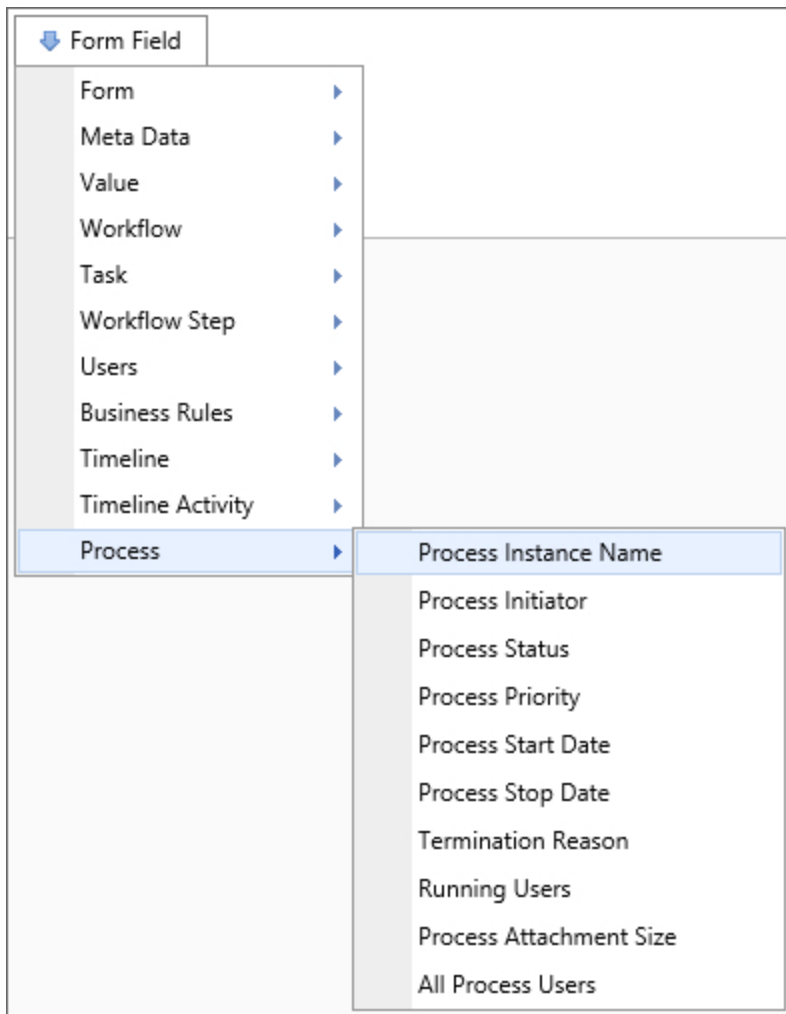 Form Field
Form
Meta Data
Value
Workflow
Task
Workflow Step
Users
Business Rules
Timeline
Timeline Activity
Process
Process Instance Name
Process Initiator
Process Status
Process Priority
Process Start Date
Process Stop Date
Termination Reason
Running Users
Process Attachment Size
All Process Users